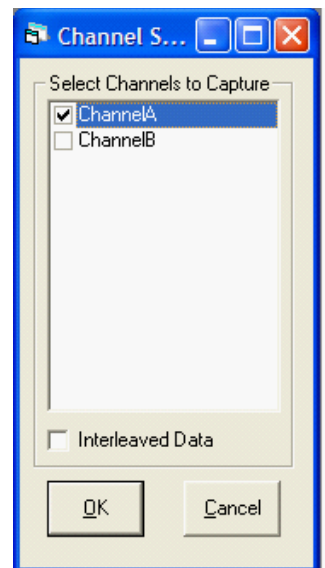 Channel S...
Select Channels to Capture
ChannelA
ChannelB
Interleaved Data
OK
Cancel